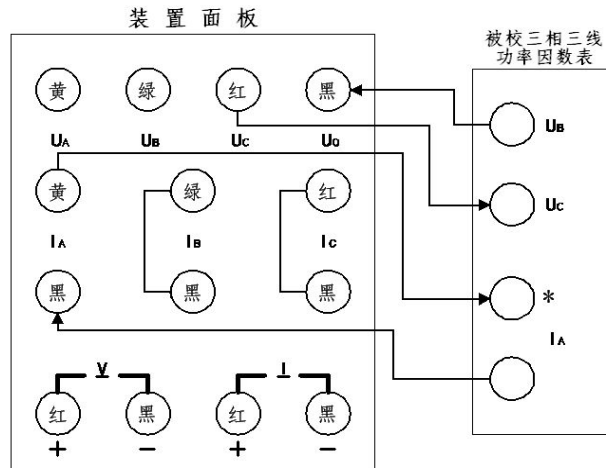 装 置 面 板
被校三相三线
功率因数表
黄 绿 红 黑
UA UB UC U0
黄 绿 红
IA IB IC
黑 黑 黑
V I
红 黑 红 黑
+ − + −
UB
UC
*
IA